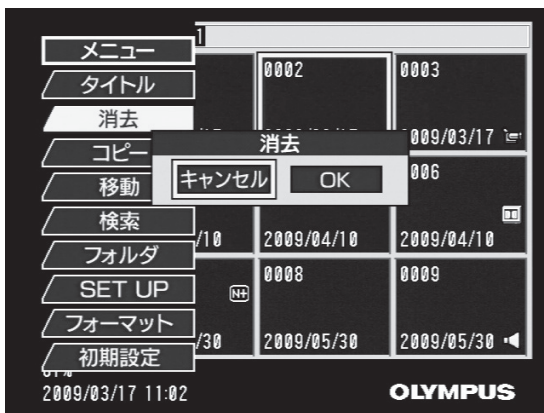 1
メニュー
タイトル
消去
コピー
移動
検索
フォルダ
SET UP
フォーマット
初期設定
0002
0003
2009/03/17
消去
キャンセル
OK
006
/10
2009/04/10
2009/04/10
N+
0008
0009
/30
2009/05/30
2009/05/30
2009/03/17 11:02
OLYMPUS